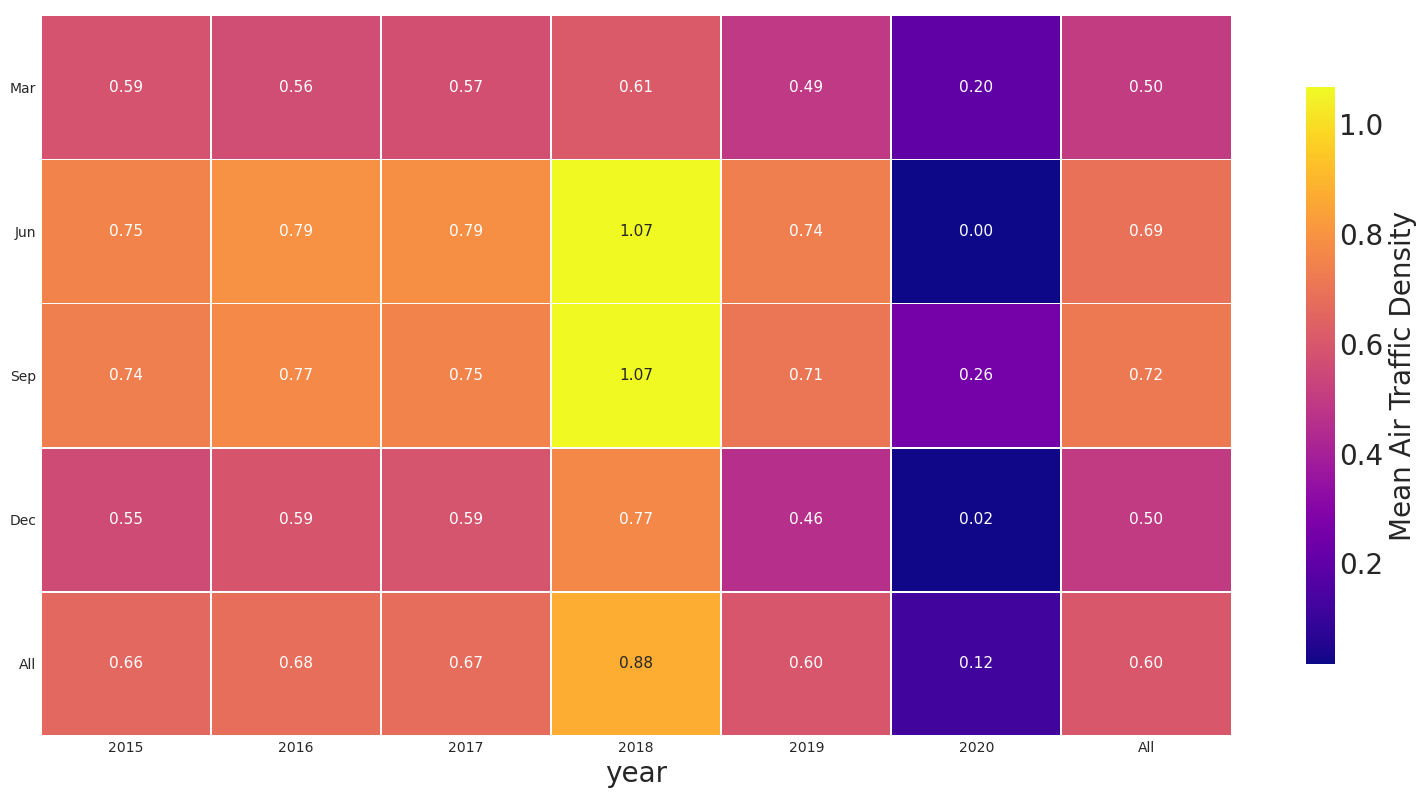 Mar 0.59 0.56 0.57 0.61 0.49 0.20 0.50
Jun 0.75 0.79 0.79 1.07 0.74 0.00 0.69
Sep 0.74 0.77 0.75 1.07 0.71 0.26 0.72
Dec 0.55 0.59 0.59 0.77 0.46 0.02 0.50
All 0.66 0.68 0.67 0.88 0.60 0.12 0.60
2015 2016 2017 2018 2019 2020 All
year
1.0
0.8
0.6
0.4
0.2
Mean Air Traffic Density